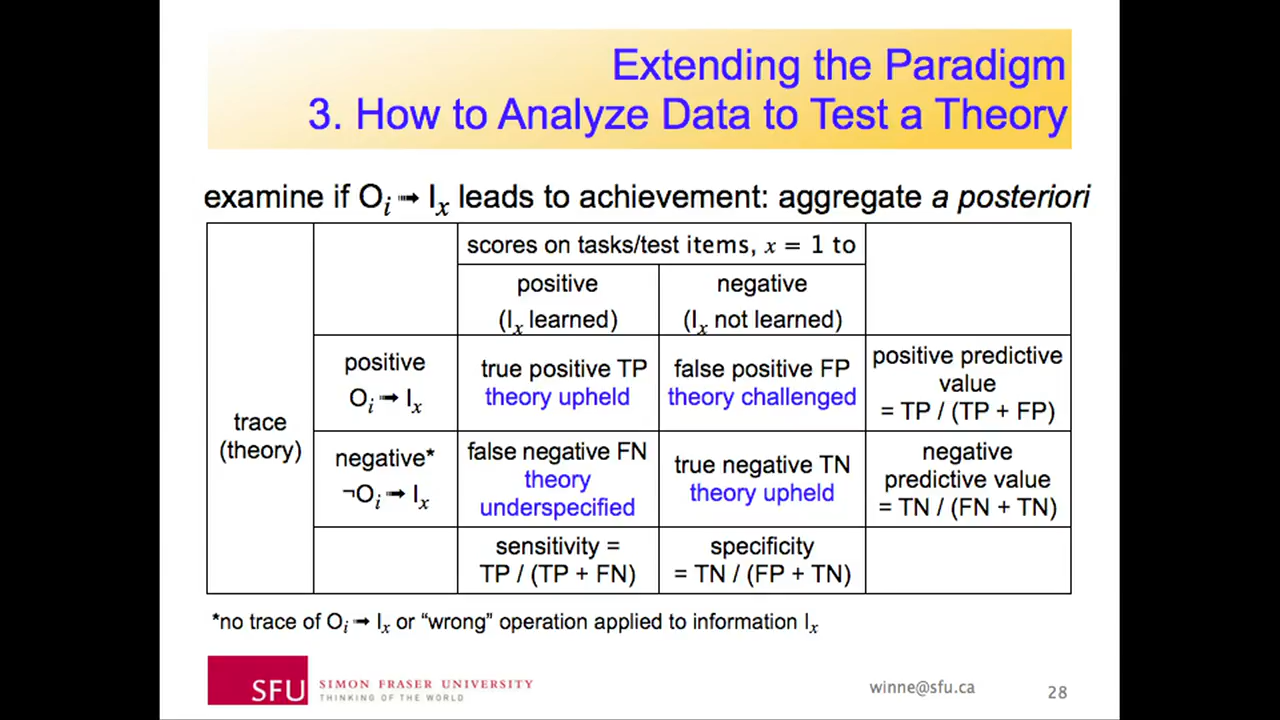 Extending the Paradigm
3. How to Analyze Data to Test a Theory
examine if Oi ➟ Ix leads to achievement: aggregate a posteriori
scores on tasks/test items, x = 1 to
positive
(Ix learned)
negative
(Ix not learned)
trace
(theory)
positive
Oi ➟ Ix
true positive TP
theory upheld
false positive FP
theory challenged
positive predictive
value
= TP / (TP + FP)
negative*
¬Oi ➟ Ix
false negative FN
theory
underspecified
true negative TN
theory upheld
negative
predictive value
= TN / (FN + TN)
sensitivity =
TP / (TP + FN)
specificity
= TN / (FP + TN)
*no trace of Oi ➟ Ix or “wrong” operation applied to information Ix
SFU
SIMON FRASER UNIVERSITY
THINKING OF THE WORLD
winne@sfu.ca
28